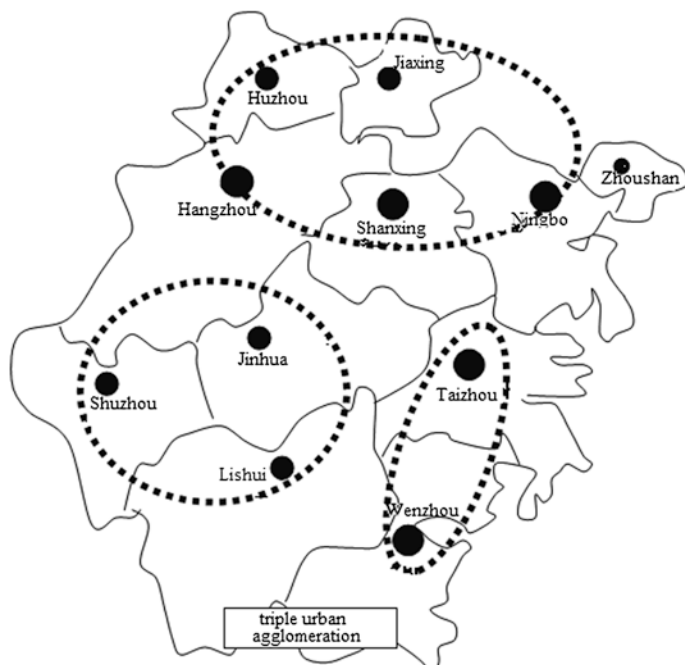 Jiaxing
Huzhou
Zhoushan
Hangzhou
Shanxing
Ningbo
Jinhua
Shuzhou
Taizhou
Lishui
Wenzhou
triple urban
agglomeration